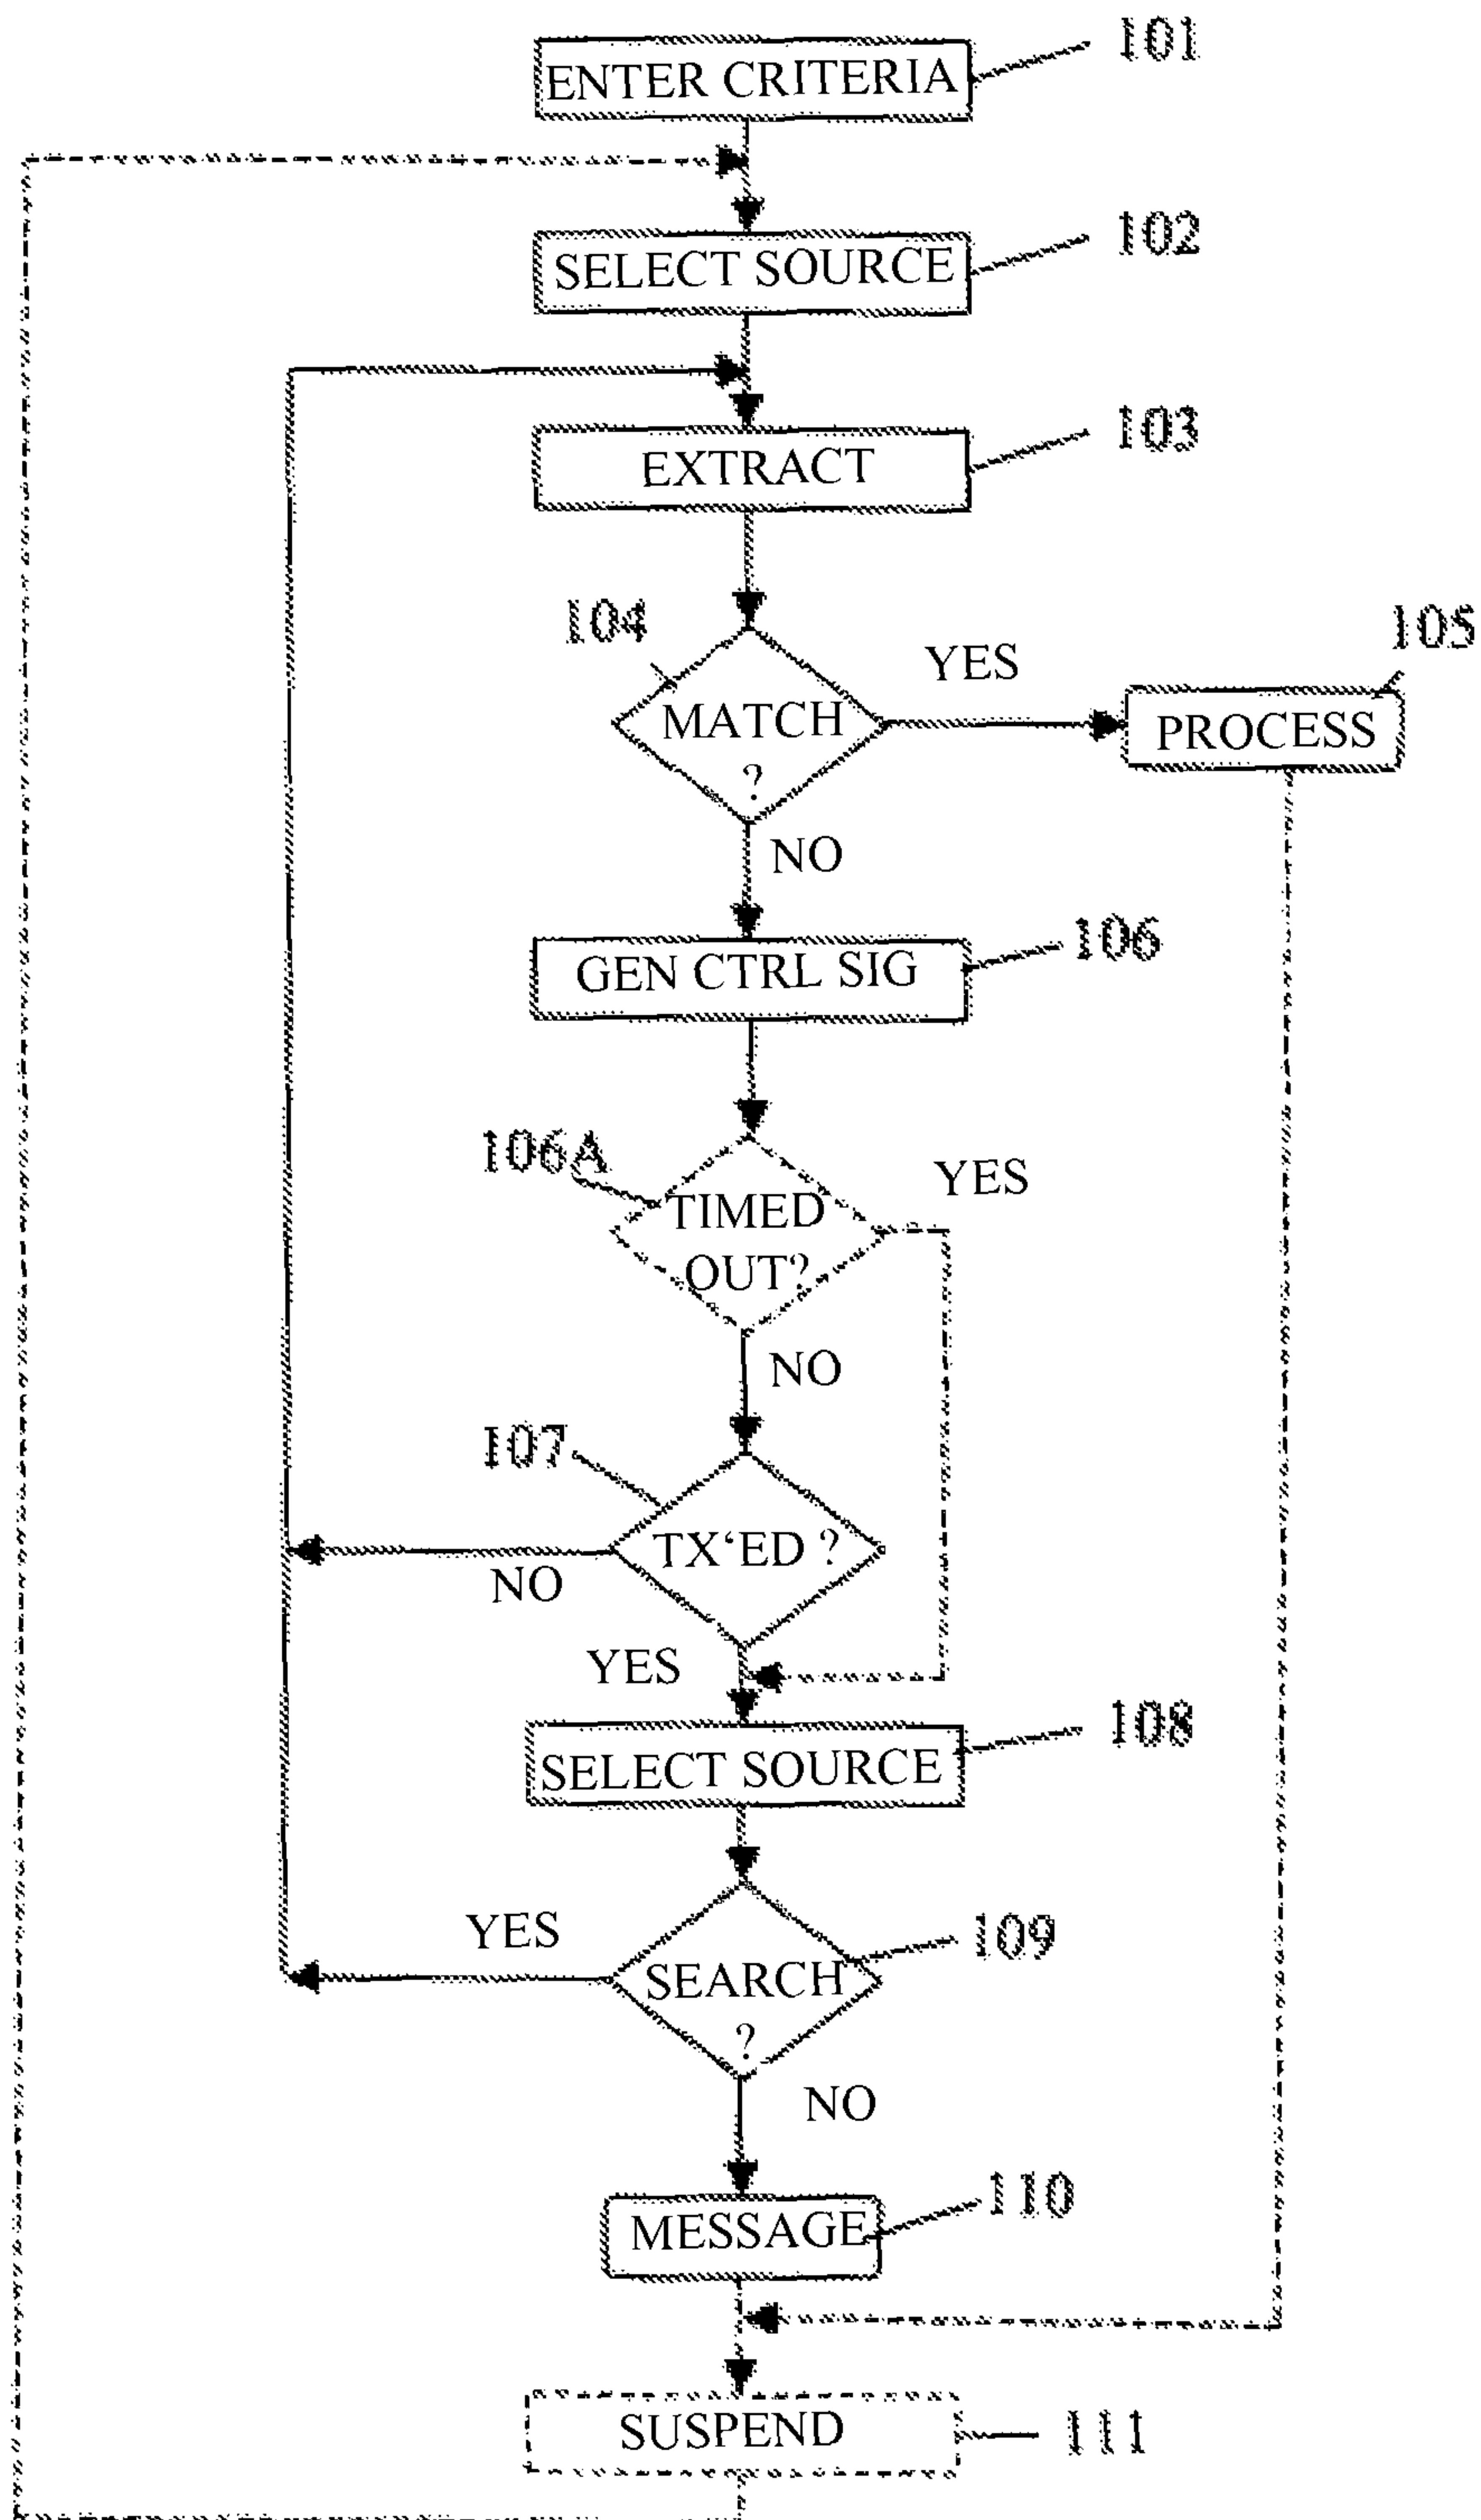 101
ENTER CRITERIA
102
SELECT SOURCE
103
EXTRACT
104
YES
105
MATCH
?
PROCESS
NO
106
GEN CTRL SIG
106A
YES
TIMED
OUT?
NO
107
TX‘ED ?
NO
YES
108
SELECT SOURCE
YES
109
SEARCH
?
NO
110
MESSAGE
SUSPEND
111